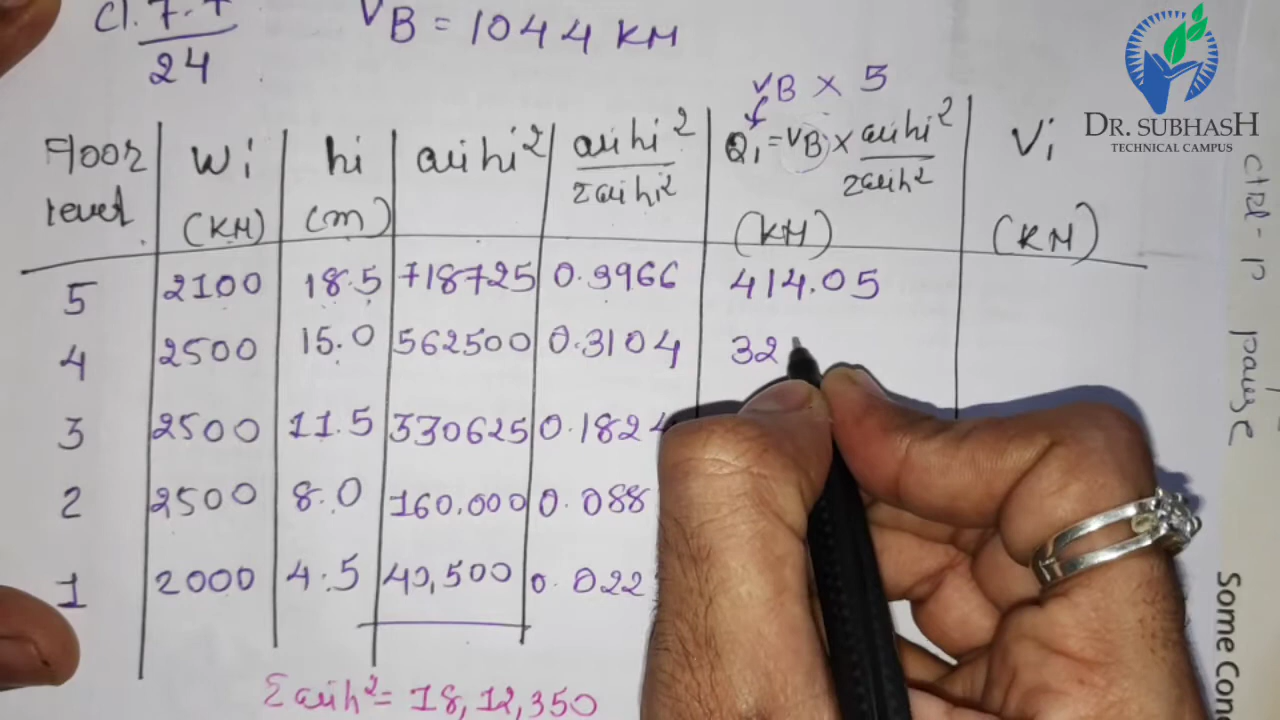 Cl. 7.7
24
VB = 1044 KN
VB × 5
Floor level
Wi (KN)
hi (m)
wihi²
wihi² / Σwihi²
Qi = VB × wihi² / Σwih²
(KN)
Vi (KN)
5 2100 18.5 718725 0.3966 414.05
4 2500 15.0 562500 0.3104 32
3 2500 11.5 330625 0.1824
2 2500 8.0 160,000 0.088
1 2000 4.5 40,500 0.022
Σwih² = 18,12,350
DR. SUBHASH
TECHNICAL CAMPUS
pause
Some Con